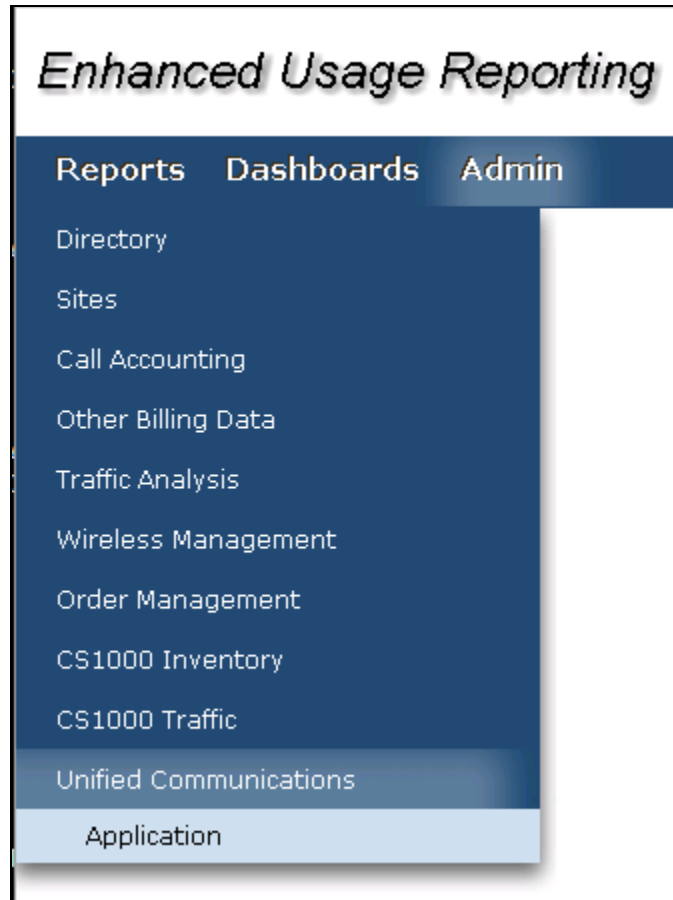 Enhanced Usage Reporting
Reports Dashboards Admin
Directory
Sites
Call Accounting
Other Billing Data
Traffic Analysis
Wireless Management
Order Management
CS1000 Inventory
CS1000 Traffic
Unified Communications
Application